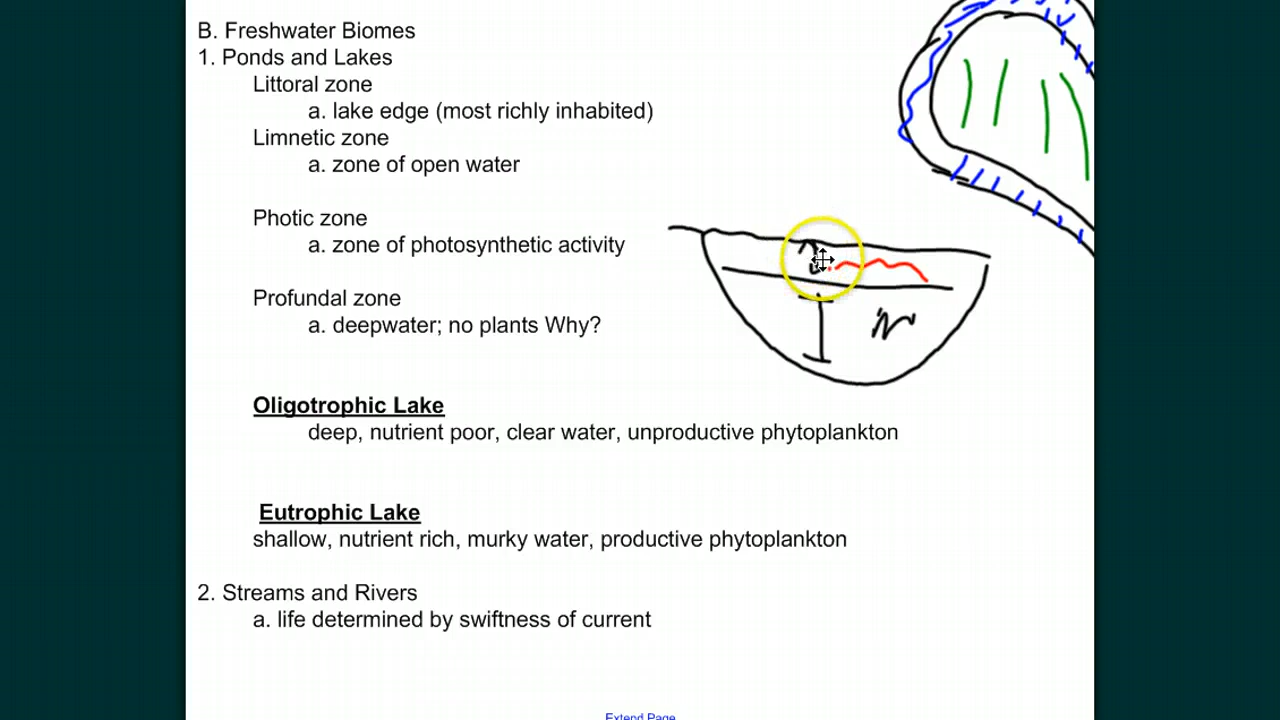 B. Freshwater Biomes
1. Ponds and Lakes
Littoral zone
a. lake edge (most richly inhabited)
Limnetic zone
a. zone of open water
Photic zone
a. zone of photosynthetic activity
Profundal zone
a. deepwater; no plants Why?
Oligotrophic Lake
deep, nutrient poor, clear water, unproductive phytoplankton
Eutrophic Lake
shallow, nutrient rich, murky water, productive phytoplankton
2. Streams and Rivers
a. life determined by swiftness of current
Extend Page